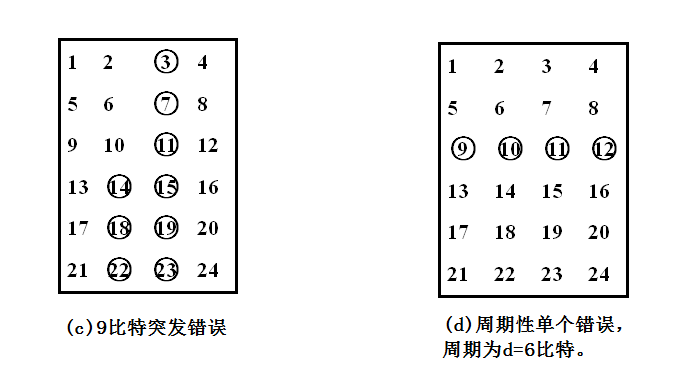 1 2 ③ 4
5 6 ⑦ 8
9 10 ⑪ 12
13 ⑭ ⑮ 16
17 ⑱ ⑲ 20
21 ㉒ ㉓ 24
(c)9比特突发错误
1 2 3 4
5 6 7 8
⑨ ⑩ ⑪ ⑫
13 14 15 16
17 18 19 20
21 22 23 24
(d)周期性单个错误，
周期为d=6比特。